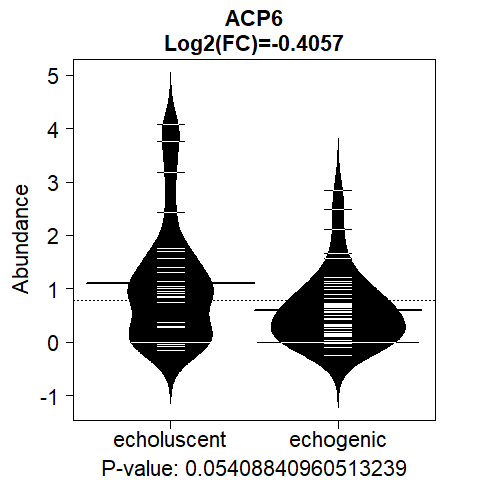 ACP6
Log2(FC)=-0.4057
Abundance
5
4
3
2
1
0
-1
echoluscent echogenic
P-value: 0.05408840960513239